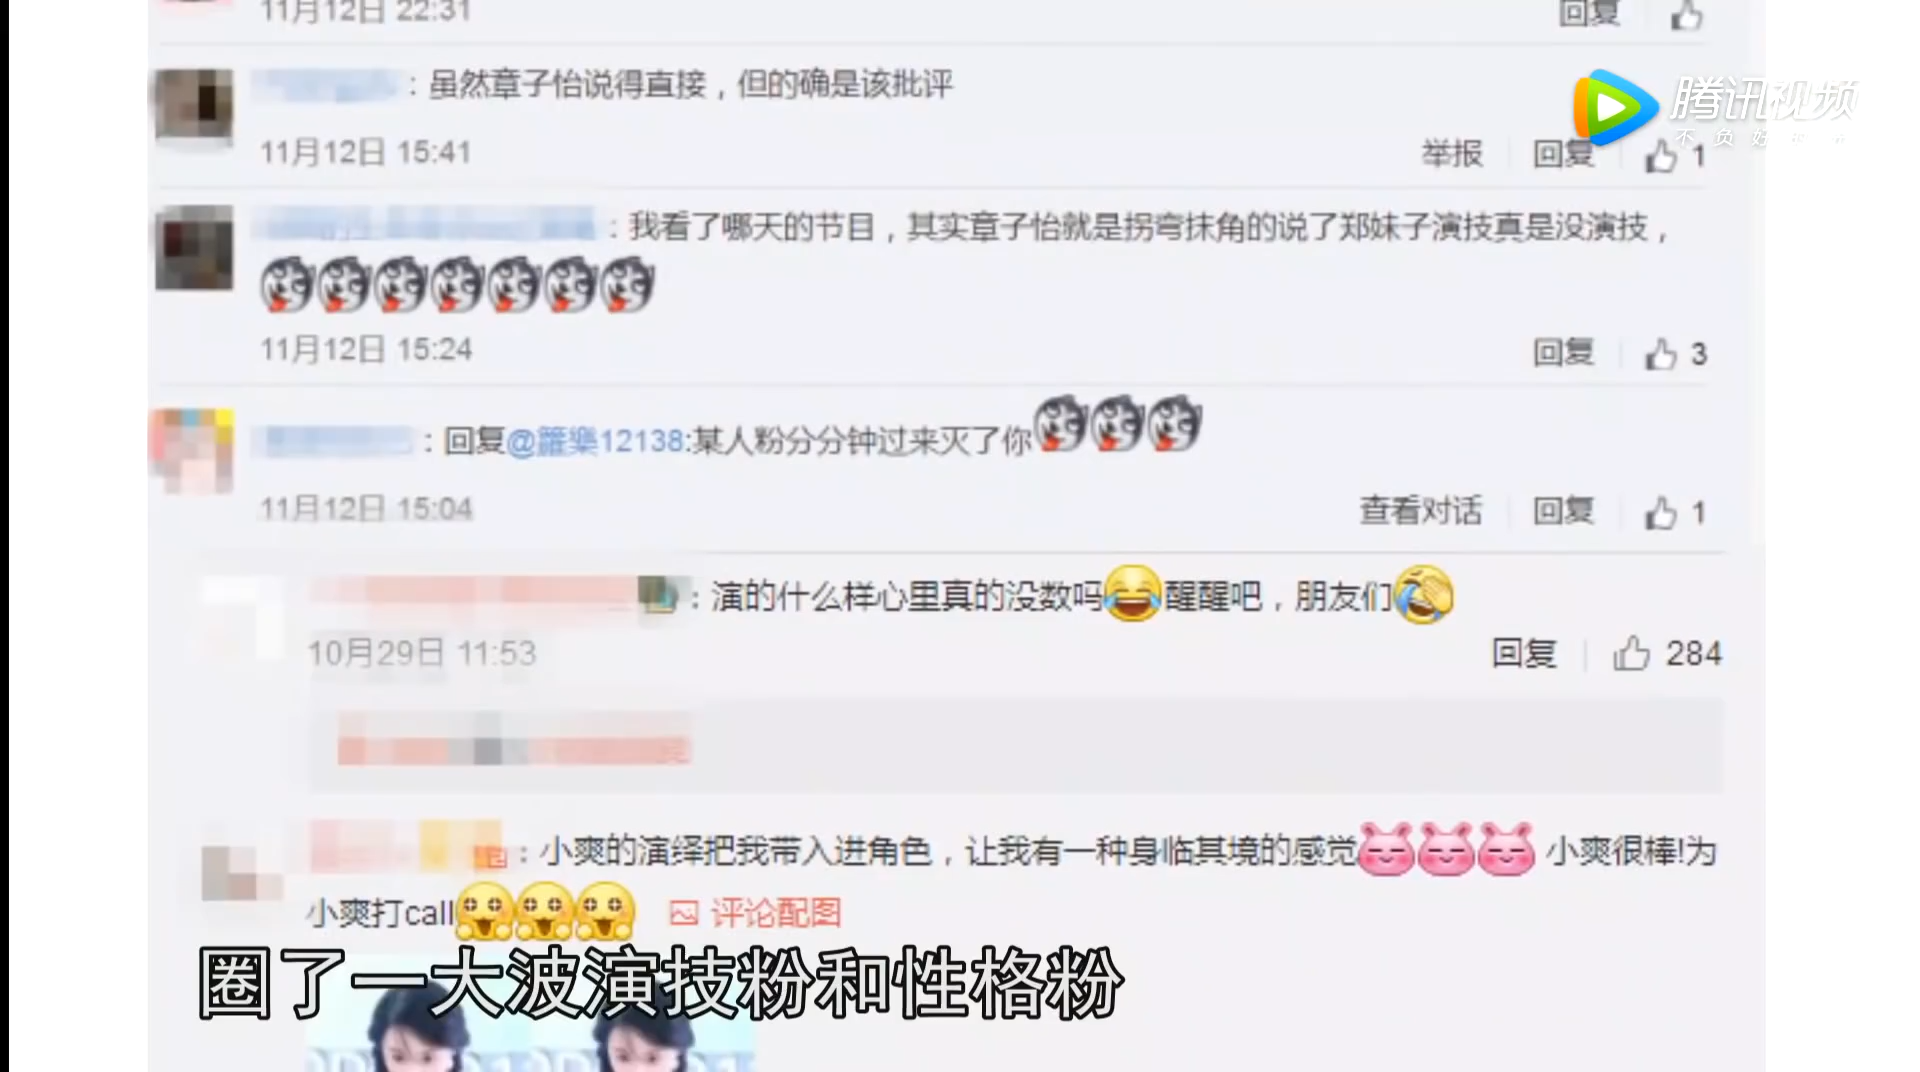 11月12日 22:31
回复
：虽然章子怡说得直接，但的确是该批评
腾讯视频
不负好时光
11月12日 15:41
举报 回复 1
：我看了哪天的节目，其实章子怡就是拐弯抹角的说了郑妹子演技真是没演技，
11月12日 15:24
回复 3
：回复@籬樂12138:某人粉分分钟过来灭了你
11月12日 15:04
查看对话 回复 1
：演的什么样心里真的没数吗😂醒醒吧，朋友们
10月29日 11:53
回复 284
：小爽的演绎把我带入进角色，让我有一种身临其境的感觉 小爽很棒!为
小爽打call 评论配图
圈了一大波演技粉和性格粉